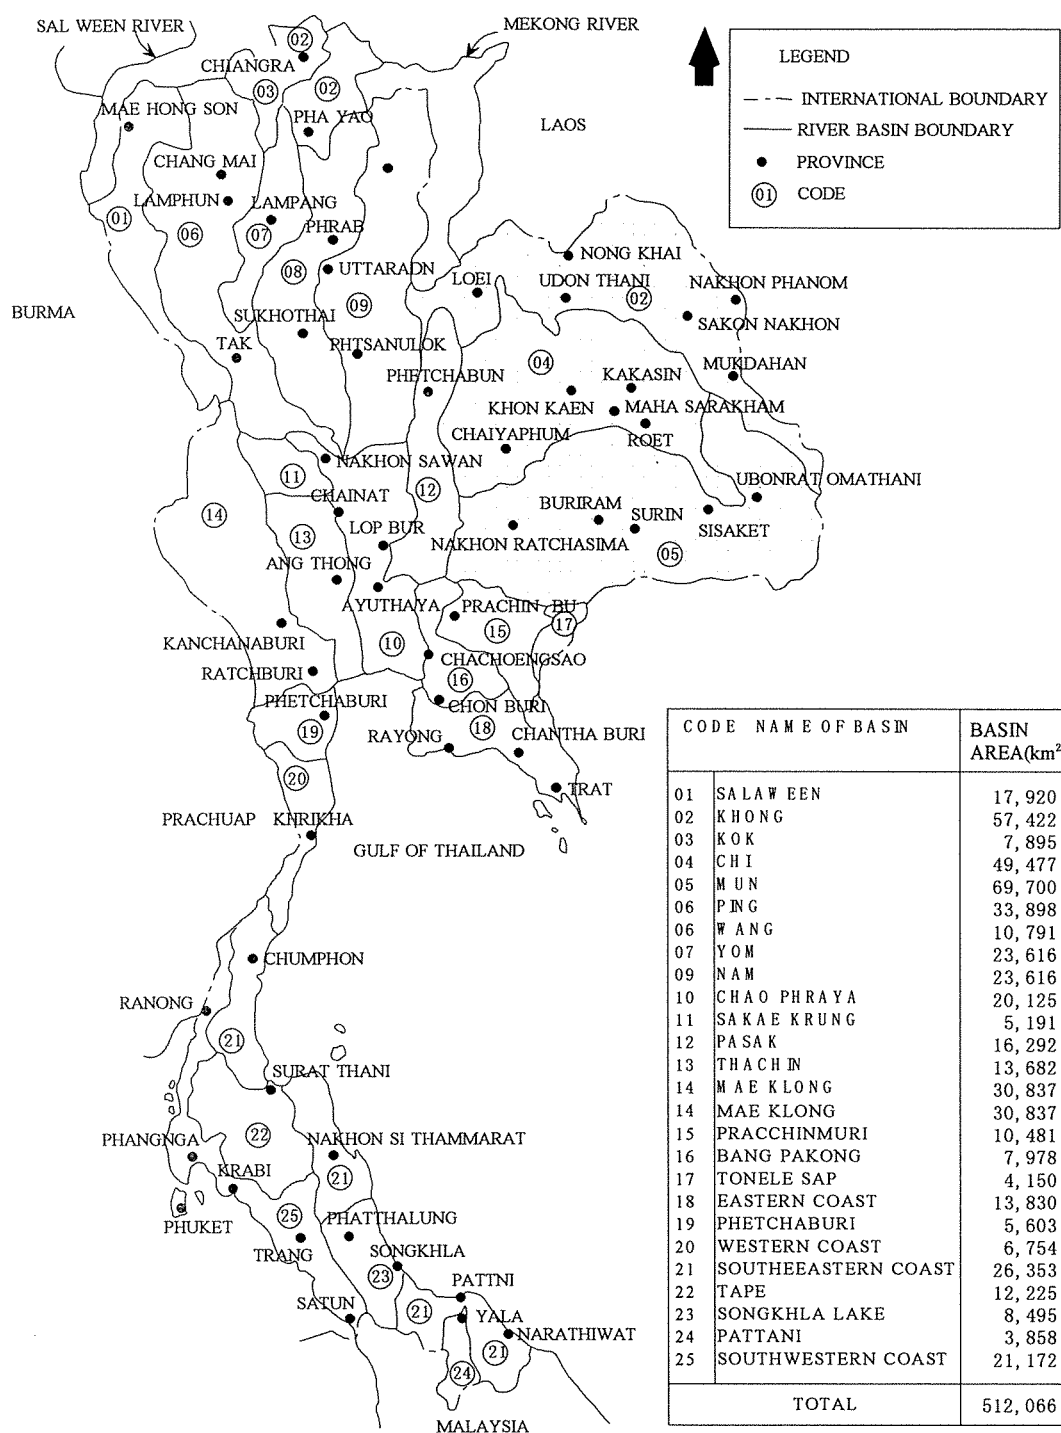 SAL WEEN RIVER
MEKONG RIVER
02
CHIANGRA
03
02
MAE HONG SON
PHA YAO
LAOS
CHANG MAI
LAMPHUN
LAMPANG
01
06
07
PHRAB
08
UTTARADN
NONG KHAI
LOEI
UDON THANI
02
NAKHON PHANOM
09
BURMA
SUKHOTHAI
SAKON NAKHON
TAK
PHTSANULOK
04
MUKDAHAN
PHETCHABUN
KAKASIN
KHON KAEN
MAHA SARAKHAM
CHAIYAPHUM
ROET
NAKHON SAWAN
11
12
UBONRAT OMATHANI
CHAINAT
14
BURIRAM
SURIN
SISAKET
13
LOP BUR
NAKHON RATCHASIMA
05
ANG THONG
AYUTHAYA
PRACHIN BU
15
17
KANCHANABURI
10
CHACHOENGSAO
RATCHBURI
16
PHETCHABURI
CHON BURI
19
RAYONG
18
CHANTHA BURI
20
TRAT
PRACHUAP KHRIKHA
GULF OF THAILAND
CHUMPHON
RANONG
21
SURAT THANI
22
PHANGNGA
NAKHON SI THAMMARAT
KRABI
21
25
PHUKET
PHATTHALUNG
TRANG
SONGKHLA
23
PATTNI
SATUN
21
YALA
NARATHIWAT
21
24
MALAYSIA
LEGEND
INTERNATIONAL BOUNDARY
RIVER BASIN BOUNDARY
PROVINCE
01 CODE
CODE NAME OF BASIN BASIN AREA(km²
01 SALAWEEN 17,920
02 KHONG 57,422
03 KOK 7,895
04 CHI 49,477
05 MUN 69,700
06 PING 33,898
06 WANG 10,791
07 YOM 23,616
09 NAM 23,616
10 CHAO PHRAYA 20,125
11 SAKAE KRUNG 5,191
12 PASAK 16,292
13 THACHIN 13,682
14 MAE KLONG 30,837
14 MAE KLONG 30,837
15 PRACCHINMURI 10,481
16 BANG PAKONG 7,978
17 TONELE SAP 4,150
18 EASTERN COAST 13,830
19 PHETCHABURI 5,603
20 WESTERN COAST 6,754
21 SOUTHEEASTERN COAST 26,353
22 TAPE 12,225
23 SONGKHLA LAKE 8,495
24 PATTANI 3,858
25 SOUTHWESTERN COAST 21,172
TOTAL 512,066